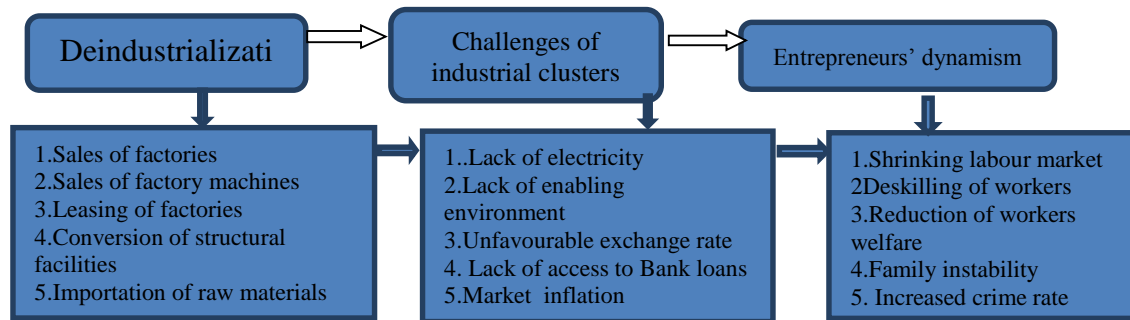 Deindustrializati
Challenges of
industrial clusters
Entrepreneurs’ dynamism
1.Sales of factories
2.Sales of factory machines
3.Leasing of factories
4.Conversion of structural
facilities
5.Importation of raw materials
1..Lack of electricity
2.Lack of enabling
environment
3.Unfavourable exchange rate
4. Lack of access to Bank loans
5.Market inflation
1.Shrinking labour market
2Deskilling of workers
3.Reduction of workers
welfare
4.Family instability
5. Increased crime rate